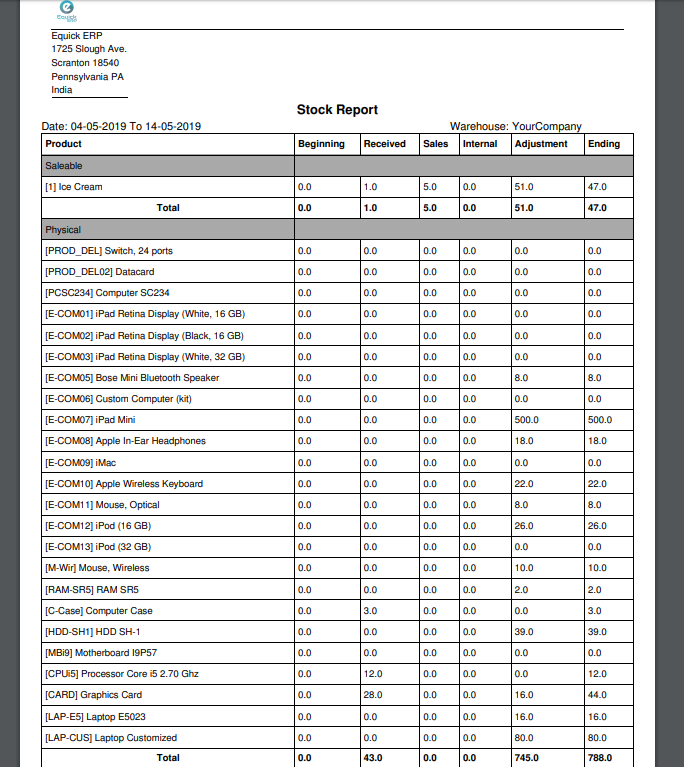 Equick
Equick ERP
1725 Slough Ave.
Scranton 18540
Pennsylvania PA
India
Stock Report
Date: 04-05-2019 To 14-05-2019 Warehouse: YourCompany
Product Beginning Received Sales Internal Adjustment Ending
Saleable
[1] Ice Cream 0.0 1.0 5.0 0.0 51.0 47.0
Total 0.0 1.0 5.0 0.0 51.0 47.0
Physical
[PROD_DEL] Switch, 24 ports 0.0 0.0 0.0 0.0 0.0 0.0
[PROD_DEL02] Datacard 0.0 0.0 0.0 0.0 0.0 0.0
[PCSC234] Computer SC234 0.0 0.0 0.0 0.0 0.0 0.0
[E-COM01] iPad Retina Display (White, 16 GB) 0.0 0.0 0.0 0.0 0.0 0.0
[E-COM02] iPad Retina Display (Black, 16 GB) 0.0 0.0 0.0 0.0 0.0 0.0
[E-COM03] iPad Retina Display (White, 32 GB) 0.0 0.0 0.0 0.0 0.0 0.0
[E-COM05] Bose Mini Bluetooth Speaker 0.0 0.0 0.0 0.0 8.0 8.0
[E-COM06] Custom Computer (kit) 0.0 0.0 0.0 0.0 0.0 0.0
[E-COM07] iPad Mini 0.0 0.0 0.0 0.0 500.0 500.0
[E-COM08] Apple In-Ear Headphones 0.0 0.0 0.0 0.0 18.0 18.0
[E-COM09] iMac 0.0 0.0 0.0 0.0 0.0 0.0
[E-COM10] Apple Wireless Keyboard 0.0 0.0 0.0 0.0 22.0 22.0
[E-COM11] Mouse, Optical 0.0 0.0 0.0 0.0 8.0 8.0
[E-COM12] iPod (16 GB) 0.0 0.0 0.0 0.0 26.0 26.0
[E-COM13] iPod (32 GB) 0.0 0.0 0.0 0.0 0.0 0.0
[M-Wir] Mouse, Wireless 0.0 0.0 0.0 0.0 10.0 10.0
[RAM-SR5] RAM SR5 0.0 0.0 0.0 0.0 2.0 2.0
[C-Case] Computer Case 0.0 3.0 0.0 0.0 0.0 3.0
[HDD-SH1] HDD SH-1 0.0 0.0 0.0 0.0 39.0 39.0
[MBi9] Motherboard I9P57 0.0 0.0 0.0 0.0 0.0 0.0
[CPUi5] Processor Core i5 2.70 Ghz 0.0 12.0 0.0 0.0 0.0 12.0
[CARD] Graphics Card 0.0 28.0 0.0 0.0 16.0 44.0
[LAP-E5] Laptop E5023 0.0 0.0 0.0 0.0 16.0 16.0
[LAP-CUS] Laptop Customized 0.0 0.0 0.0 0.0 80.0 80.0
Total 0.0 43.0 0.0 0.0 745.0 788.0